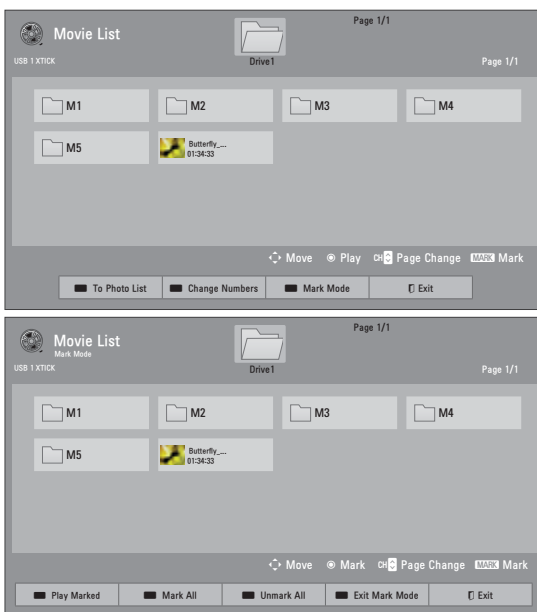 Movie List
Page 1/1
USB 1 XTICK
Drive1
Page 1/1
M1 M2 M3 M4
M5 Butterfly_...
01:34:33
Move Play CH Page Change MARK Mark
To Photo List Change Numbers Mark Mode Exit
Movie List
Mark Mode
Page 1/1
USB 1 XTICK
Drive1
Page 1/1
M1 M2 M3 M4
M5 Butterfly_...
01:34:33
Move Mark CH Page Change MARK Mark
Play Marked Mark All Unmark All Exit Mark Mode Exit